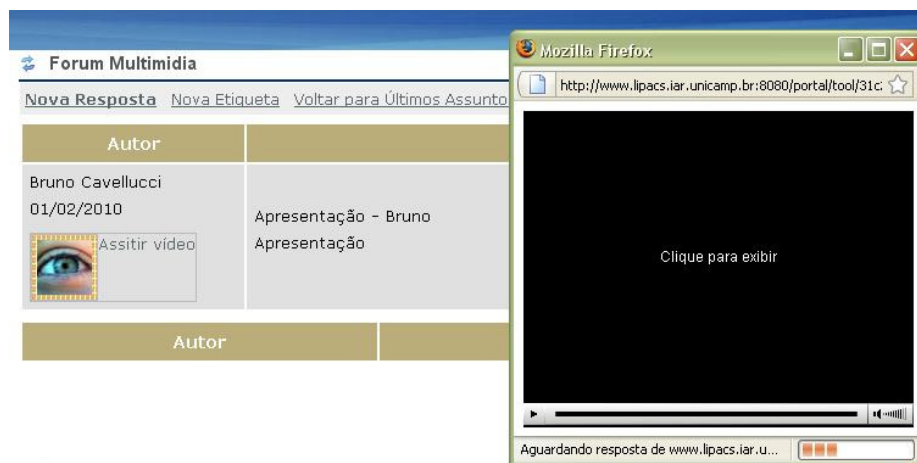 Forum Multimidia
Nova Resposta Nova Etiqueta Voltar para Últimos Assunto
Autor
Bruno Cavellucci
01/02/2010
Assitir vídeo
Apresentação - Bruno
Apresentação
Autor
Mozilla Firefox
http://www.lipacs.iar.unicamp.br:8080/portal/tool/31c
Clique para exibir
Aguardando resposta de www.lipacs.iar.u...